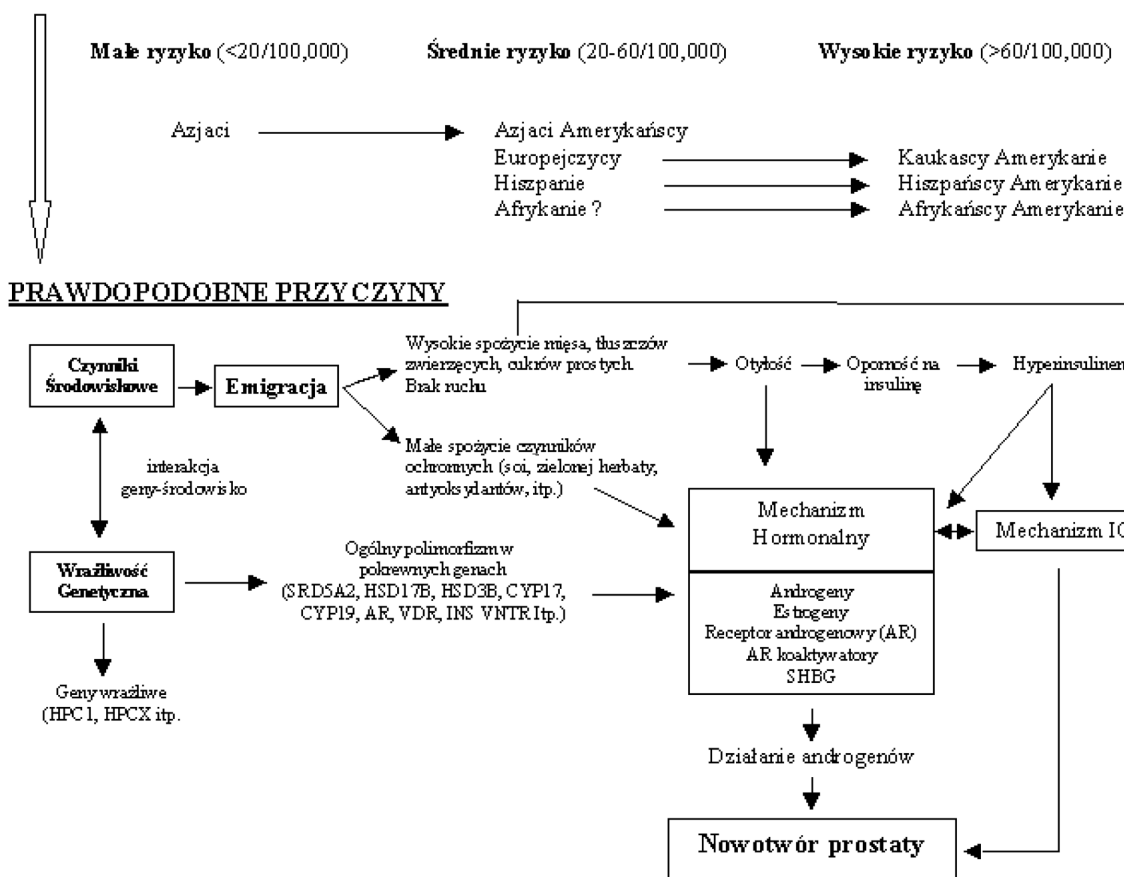 Małe ryzyko (<20/100,000) Średnie ryzyko (20-60/100,000) Wysokie ryzyko (>60/100,000)
Azjaci Azjaci Amerykańscy
Europejczycy Kaukascy Amerykanie
Hiszpanie Hiszpańscy Amerykanie
Afrykanie ? Afrykańscy Amerykanie
PRAWDOPODOBNE PRZYCZYNY
Czynniki
Środowiskowe
Emigracja
Wysokie spożycie mięsa, tłuszczów
zwierzęcych, cukrów prostych.
Brak ruchu
Otyłość
Oporność na
insulinę
Hyperinsulinem
Małe spożycie czynników
ochronnych (soi, zielonej herbaty,
antyoksydantów, itp.)
interakcja
geny-środowisko
Mechanizm
Hormonalny
Mechanizm IG
Wrażliwość
Genetyczna
Ogólny polimorfizm w
pokrewnych genach
(SRD5A2, HSD17B, HSD3B, CYP17,
CYP19, AR, VDR, INS VNTR Itp.)
Androgeny
Estrogeny
Receptor androgenowy (AR)
AR koaktywatory
SHBG
Geny wrażliwe
(HPC1, HPCX itp.
Działanie androgenów
Nowotwór prostaty